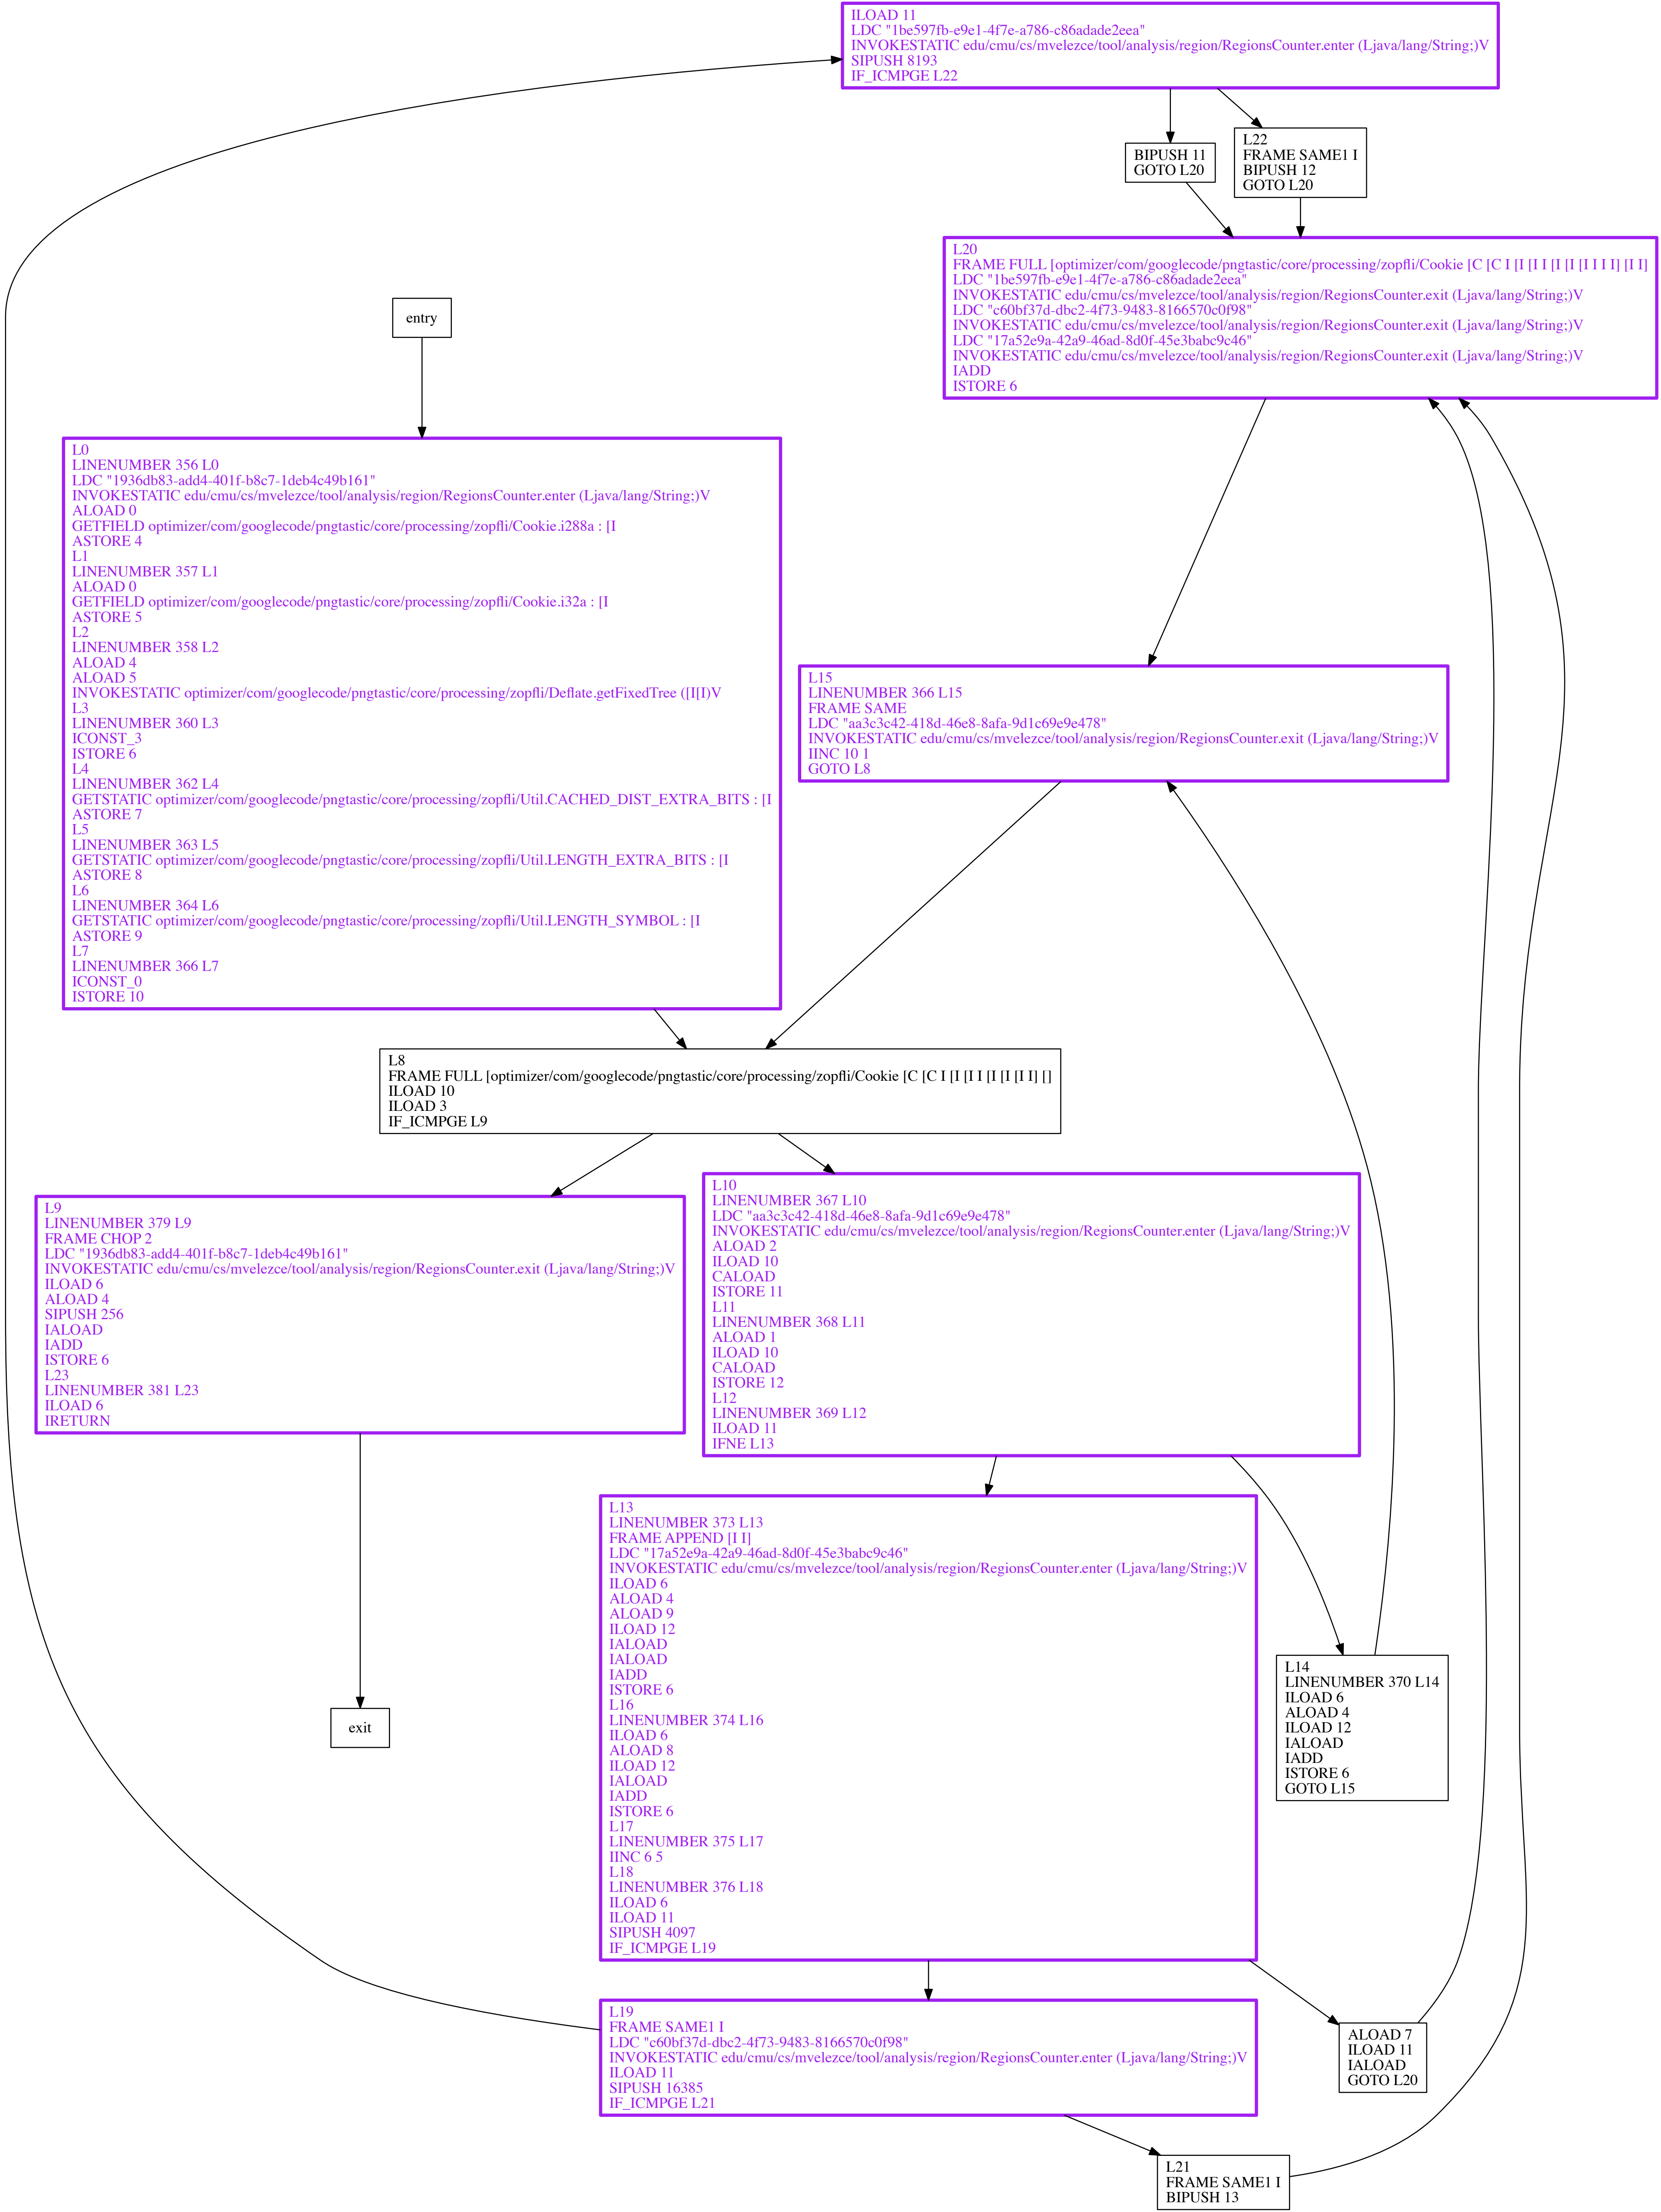 ILOAD 11
LDC "1be597fb-e9e1-4f7e-a786-c86adade2eea"
INVOKESTATIC edu/cmu/cs/mvelezce/tool/analysis/region/RegionsCounter.enter (Ljava/lang/String;)V
SIPUSH 8193
IF_ICMPGE L22
BIPUSH 11
GOTO L20
L22
FRAME SAME1 I
BIPUSH 12
GOTO L20
L20
FRAME FULL [optimizer/com/googlecode/pngtastic/core/processing/zopfli/Cookie [C [C I [I [I I [I [I [I I I I] [I I]
LDC "1be597fb-e9e1-4f7e-a786-c86adade2eea"
INVOKESTATIC edu/cmu/cs/mvelezce/tool/analysis/region/RegionsCounter.exit (Ljava/lang/String;)V
LDC "c60bf37d-dbc2-4f73-9483-8166570c0f98"
INVOKESTATIC edu/cmu/cs/mvelezce/tool/analysis/region/RegionsCounter.exit (Ljava/lang/String;)V
LDC "17a52e9a-42a9-46ad-8d0f-45e3babc9c46"
INVOKESTATIC edu/cmu/cs/mvelezce/tool/analysis/region/RegionsCounter.exit (Ljava/lang/String;)V
IADD
ISTORE 6
entry
L0
LINENUMBER 356 L0
LDC "1936db83-add4-401f-b8c7-1deb4c49b161"
INVOKESTATIC edu/cmu/cs/mvelezce/tool/analysis/region/RegionsCounter.enter (Ljava/lang/String;)V
ALOAD 0
GETFIELD optimizer/com/googlecode/pngtastic/core/processing/zopfli/Cookie.i288a : [I
ASTORE 4
L1
LINENUMBER 357 L1
ALOAD 0
GETFIELD optimizer/com/googlecode/pngtastic/core/processing/zopfli/Cookie.i32a : [I
ASTORE 5
L2
LINENUMBER 358 L2
ALOAD 4
ALOAD 5
INVOKESTATIC optimizer/com/googlecode/pngtastic/core/processing/zopfli/Deflate.getFixedTree ([I[I)V
L3
LINENUMBER 360 L3
ICONST_3
ISTORE 6
L4
LINENUMBER 362 L4
GETSTATIC optimizer/com/googlecode/pngtastic/core/processing/zopfli/Util.CACHED_DIST_EXTRA_BITS : [I
ASTORE 7
L5
LINENUMBER 363 L5
GETSTATIC optimizer/com/googlecode/pngtastic/core/processing/zopfli/Util.LENGTH_EXTRA_BITS : [I
ASTORE 8
L6
LINENUMBER 364 L6
GETSTATIC optimizer/com/googlecode/pngtastic/core/processing/zopfli/Util.LENGTH_SYMBOL : [I
ASTORE 9
L7
LINENUMBER 366 L7
ICONST_0
ISTORE 10
L15
LINENUMBER 366 L15
FRAME SAME
LDC "aa3c3c42-418d-46e8-8afa-9d1c69e9e478"
INVOKESTATIC edu/cmu/cs/mvelezce/tool/analysis/region/RegionsCounter.exit (Ljava/lang/String;)V
IINC 10 1
GOTO L8
L8
FRAME FULL [optimizer/com/googlecode/pngtastic/core/processing/zopfli/Cookie [C [C I [I [I I [I [I [I I] []
ILOAD 10
ILOAD 3
IF_ICMPGE L9
L9
LINENUMBER 379 L9
FRAME CHOP 2
LDC "1936db83-add4-401f-b8c7-1deb4c49b161"
INVOKESTATIC edu/cmu/cs/mvelezce/tool/analysis/region/RegionsCounter.exit (Ljava/lang/String;)V
ILOAD 6
ALOAD 4
SIPUSH 256
IALOAD
IADD
ISTORE 6
L23
LINENUMBER 381 L23
ILOAD 6
IRETURN
L10
LINENUMBER 367 L10
LDC "aa3c3c42-418d-46e8-8afa-9d1c69e9e478"
INVOKESTATIC edu/cmu/cs/mvelezce/tool/analysis/region/RegionsCounter.enter (Ljava/lang/String;)V
ALOAD 2
ILOAD 10
CALOAD
ISTORE 11
L11
LINENUMBER 368 L11
ALOAD 1
ILOAD 10
CALOAD
ISTORE 12
L12
LINENUMBER 369 L12
ILOAD 11
IFNE L13
L13
LINENUMBER 373 L13
FRAME APPEND [I I]
LDC "17a52e9a-42a9-46ad-8d0f-45e3babc9c46"
INVOKESTATIC edu/cmu/cs/mvelezce/tool/analysis/region/RegionsCounter.enter (Ljava/lang/String;)V
ILOAD 6
ALOAD 4
ALOAD 9
ILOAD 12
IALOAD
IALOAD
IADD
ISTORE 6
L16
LINENUMBER 374 L16
ILOAD 6
ALOAD 8
ILOAD 12
IALOAD
IADD
ISTORE 6
L17
LINENUMBER 375 L17
IINC 6 5
L18
LINENUMBER 376 L18
ILOAD 6
ILOAD 11
SIPUSH 4097
IF_ICMPGE L19
L14
LINENUMBER 370 L14
ILOAD 6
ALOAD 4
ILOAD 12
IALOAD
IADD
ISTORE 6
GOTO L15
exit
L19
FRAME SAME1 I
LDC "c60bf37d-dbc2-4f73-9483-8166570c0f98"
INVOKESTATIC edu/cmu/cs/mvelezce/tool/analysis/region/RegionsCounter.enter (Ljava/lang/String;)V
ILOAD 11
SIPUSH 16385
IF_ICMPGE L21
ALOAD 7
ILOAD 11
IALOAD
GOTO L20
L21
FRAME SAME1 I
BIPUSH 13